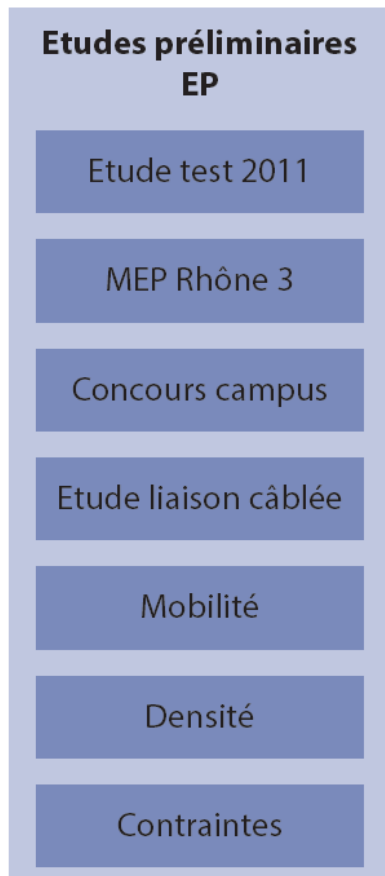 Etudes préliminaires
EP
Etude test 2011
MEP Rhône 3
Concours campus
Etude liaison câblée
Mobilité
Densité
Contraintes